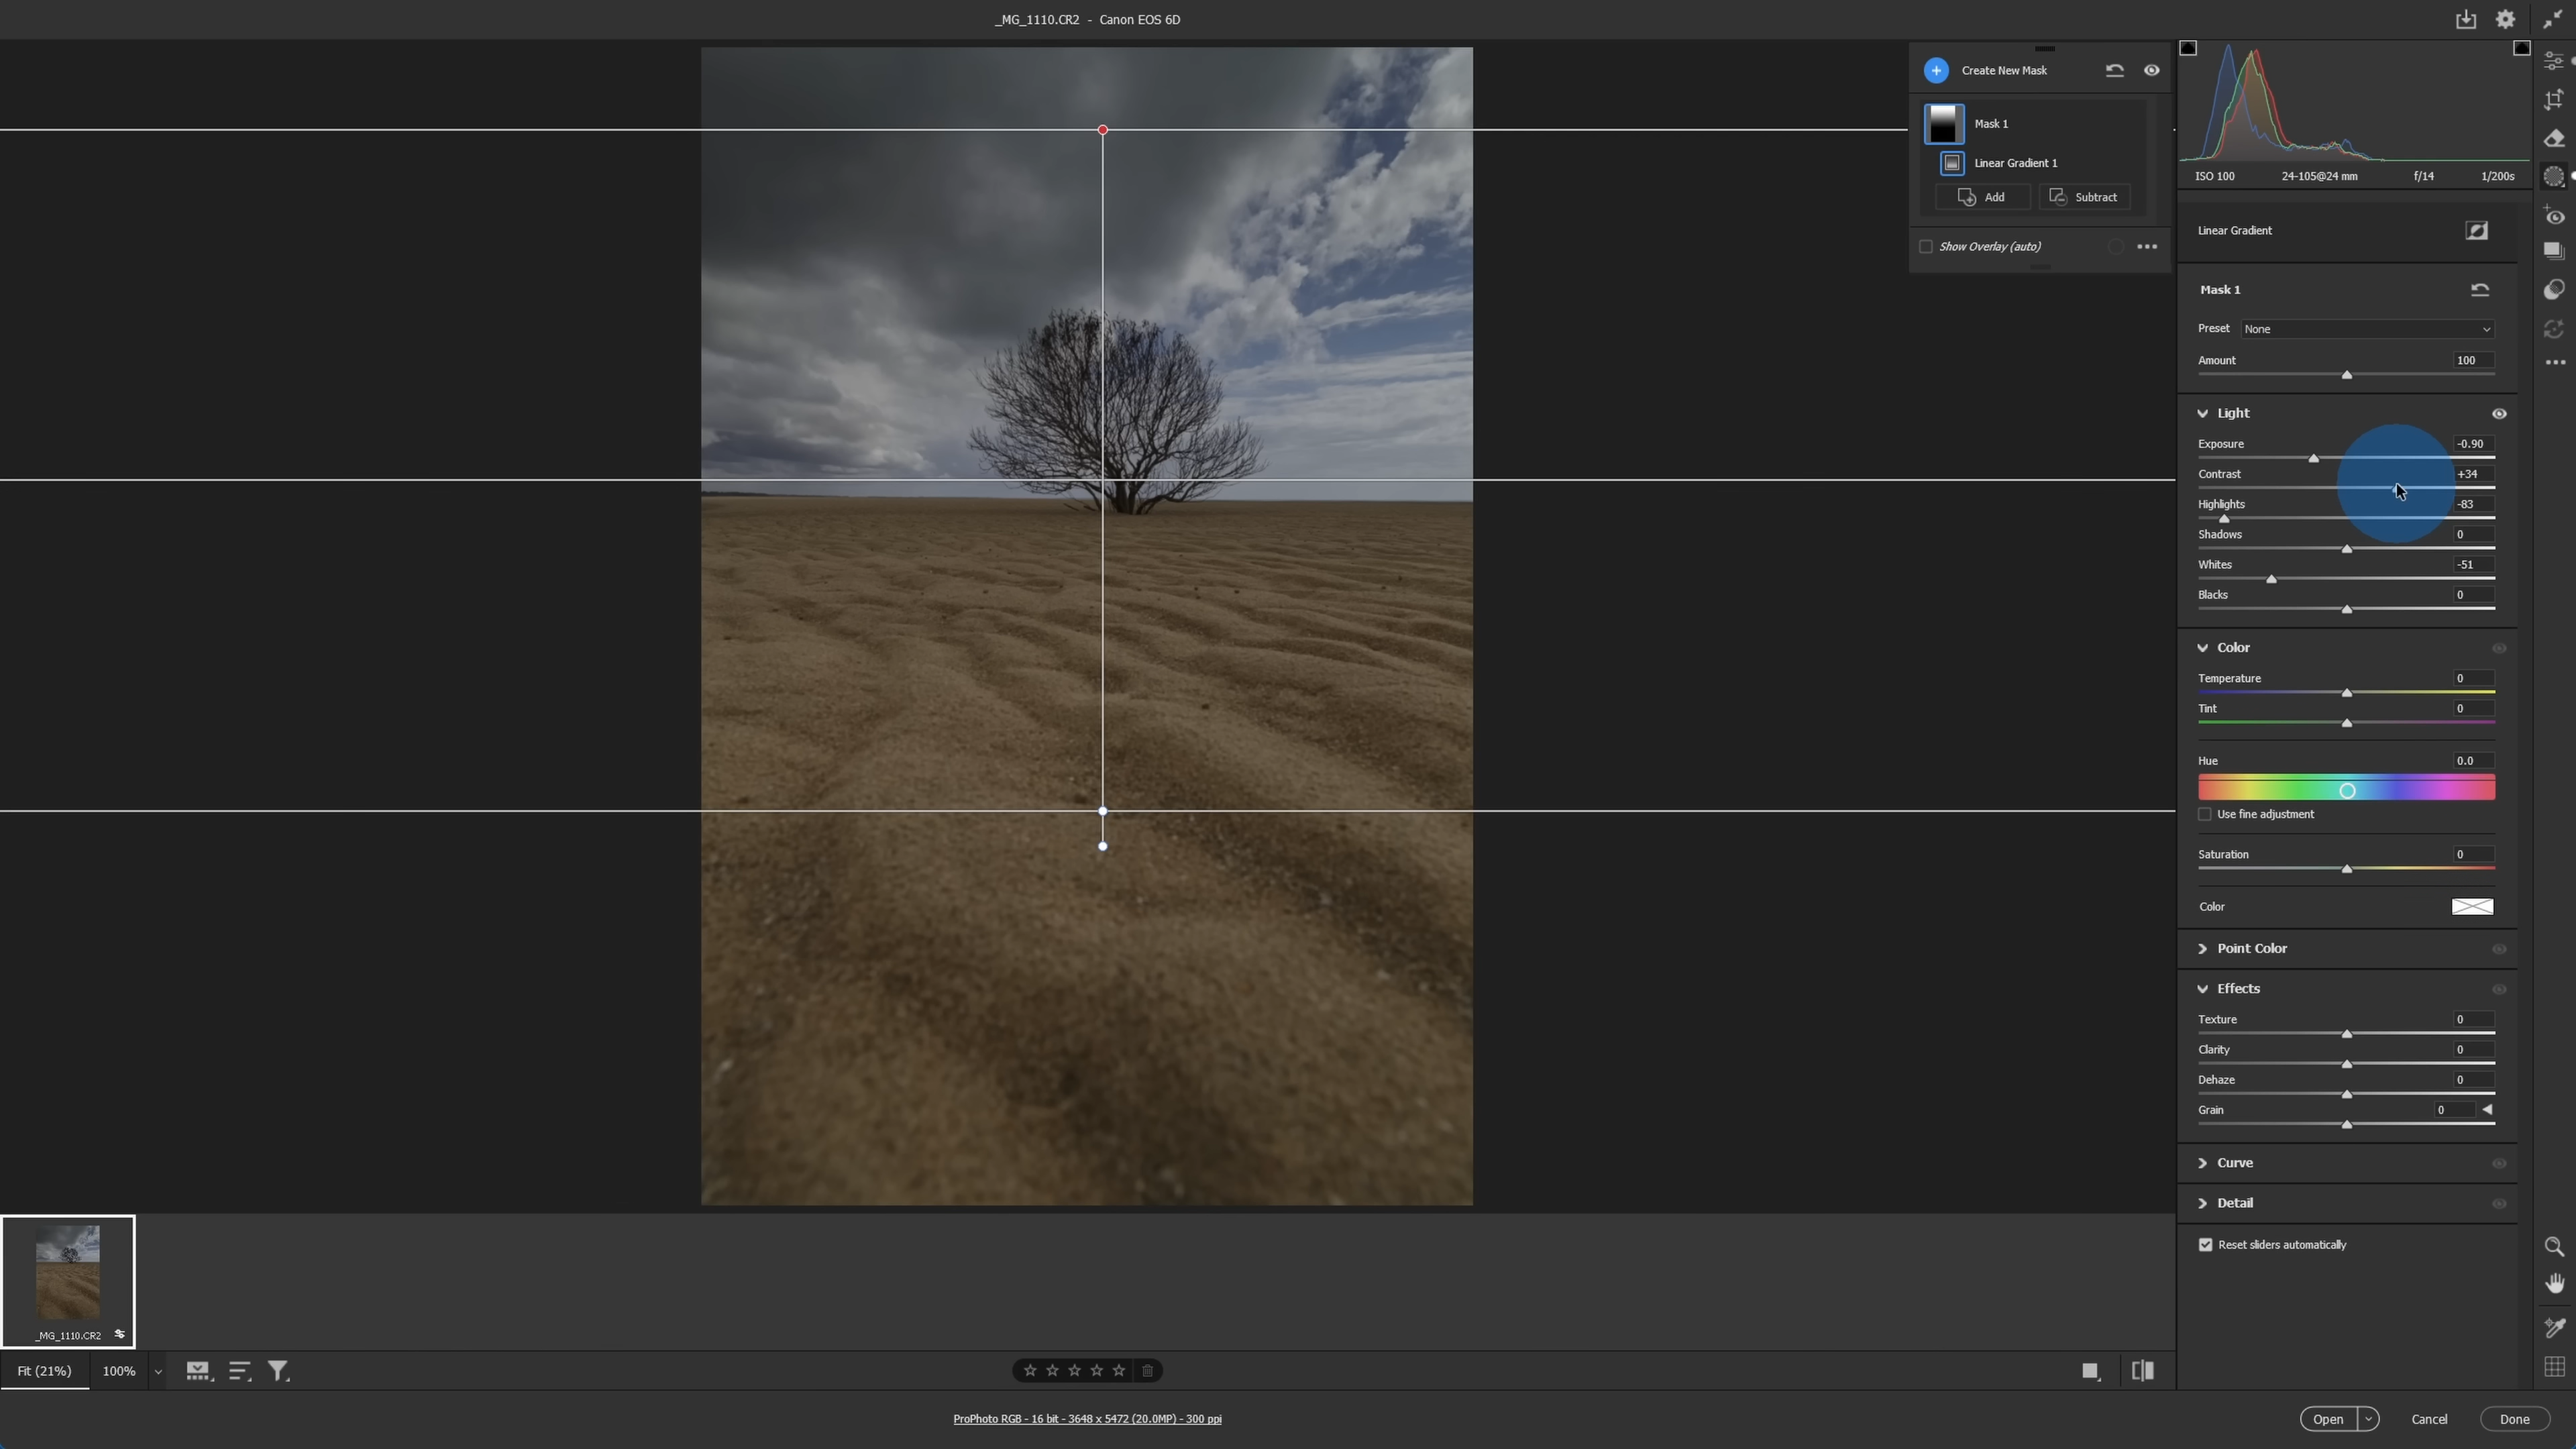 _MG_1110.CR2 - Canon EOS 6D
Create New Mask
Mask 1
Linear Gradient 1
Add
Subtract
Show Overlay (auto)
ISO 100 24-105@24 mm f/14 1/200s
Linear Gradient
Mask 1
Preset None
Amount 100
Light
Exposure -0.90
Contrast +34
Highlights -83
Shadows 0
Whites -51
Blacks 0
Color
Temperature 0
Tint 0
Hue 0.0
Use fine adjustment
Saturation 0
Color
Point Color
Effects
Texture 0
Clarity 0
Dehaze 0
Grain 0
Curve
Detail
Reset sliders automatically
_MG_1110.CR2
Fit (21%) 100%
ProPhoto RGB - 16 bit - 3648 x 5472 (20.0MP) - 300 ppi
Open Cancel Done